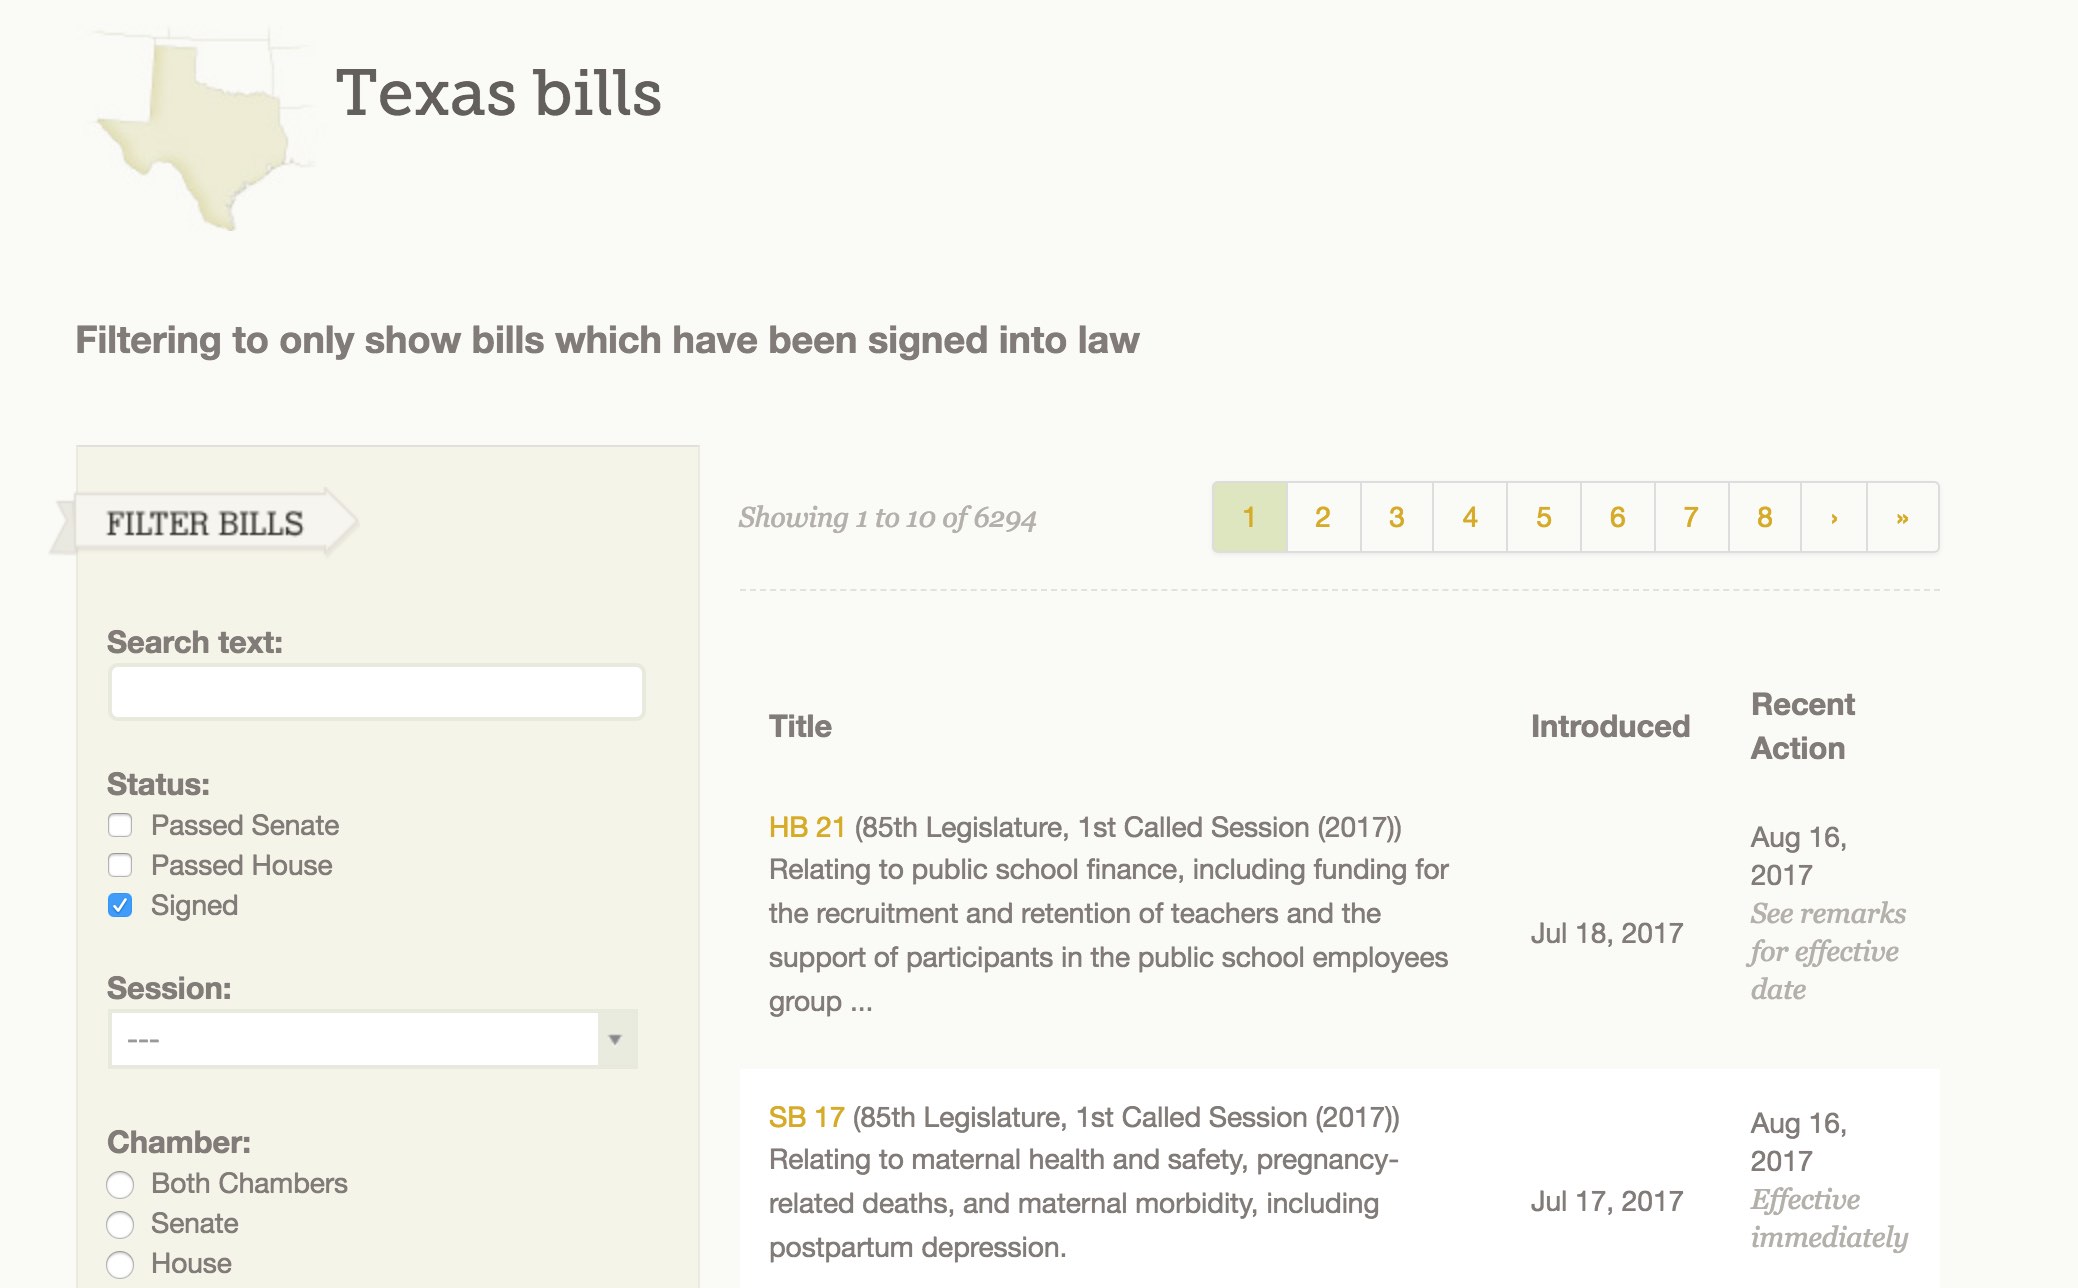 Texas bills
Filtering to only show bills which have been signed into law
FILTER BILLS
Search text:
Status:
Passed Senate
Passed House
Signed
Session:
---
Chamber:
Both Chambers
Senate
House
Showing 1 to 10 of 6294
1 2 3 4 5 6 7 8 › »
Title Introduced Recent
Action
HB 21 (85th Legislature, 1st Called Session (2017))
Relating to public school finance, including funding for
the recruitment and retention of teachers and the
support of participants in the public school employees
group ...
Jul 18, 2017
Aug 16,
2017
See remarks
for effective
date
SB 17 (85th Legislature, 1st Called Session (2017))
Relating to maternal health and safety, pregnancy-
related deaths, and maternal morbidity, including
postpartum depression.
Jul 17, 2017
Aug 16,
2017
Effective
immediately